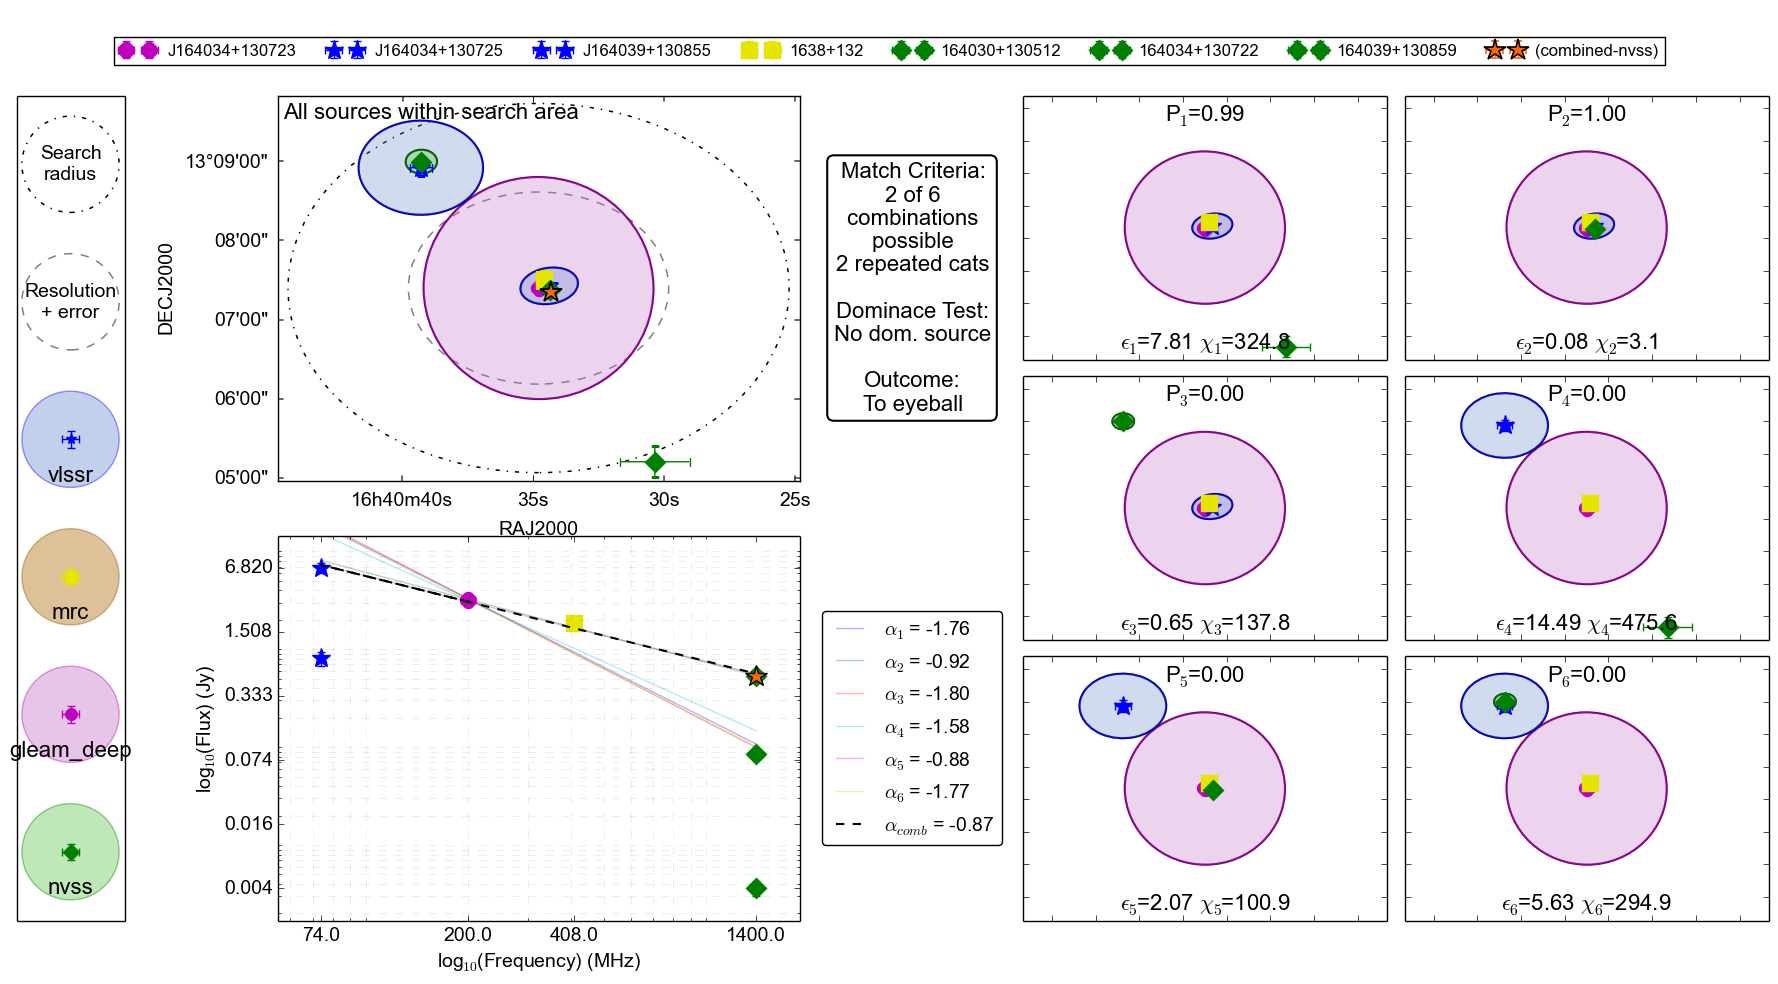 J164034+130723
J164034+130725
J164039+130855
1638+132
164030+130512
164034+130722
164039+130859
(combined-nvss)
Search
radius
Resolution
+ error
vlssr
mrc
gleam_deep
nvss
All sources within search area
DECJ2000
13°09'00"
08'00"
07'00"
06'00"
05'00"
16h40m40s
35s
30s
25s
RAJ2000
Match Criteria:
2 of 6
combinations
possible
2 repeated cats
Dominace Test:
No dom. source
Outcome:
To eyeball
log₁₀(Flux) (Jy)
6.820
1.508
0.333
0.074
0.016
0.004
74.0
200.0
408.0
1400.0
log₁₀(Frequency) (MHz)
α₁ = -1.76
α₂ = -0.92
α₃ = -1.80
α₄ = -1.58
α₅ = -0.88
α₆ = -1.77
α_comb = -0.87
P₁=0.99
ϵ₁=7.81 χ₁=324.8
P₂=1.00
ϵ₂=0.08 χ₂=3.1
P₃=0.00
ϵ₃=0.65 χ₃=137.8
P₄=0.00
ϵ₄=14.49 χ₄=475.6
P₅=0.00
ϵ₅=2.07 χ₅=100.9
P₆=0.00
ϵ₆=5.63 χ₆=294.9